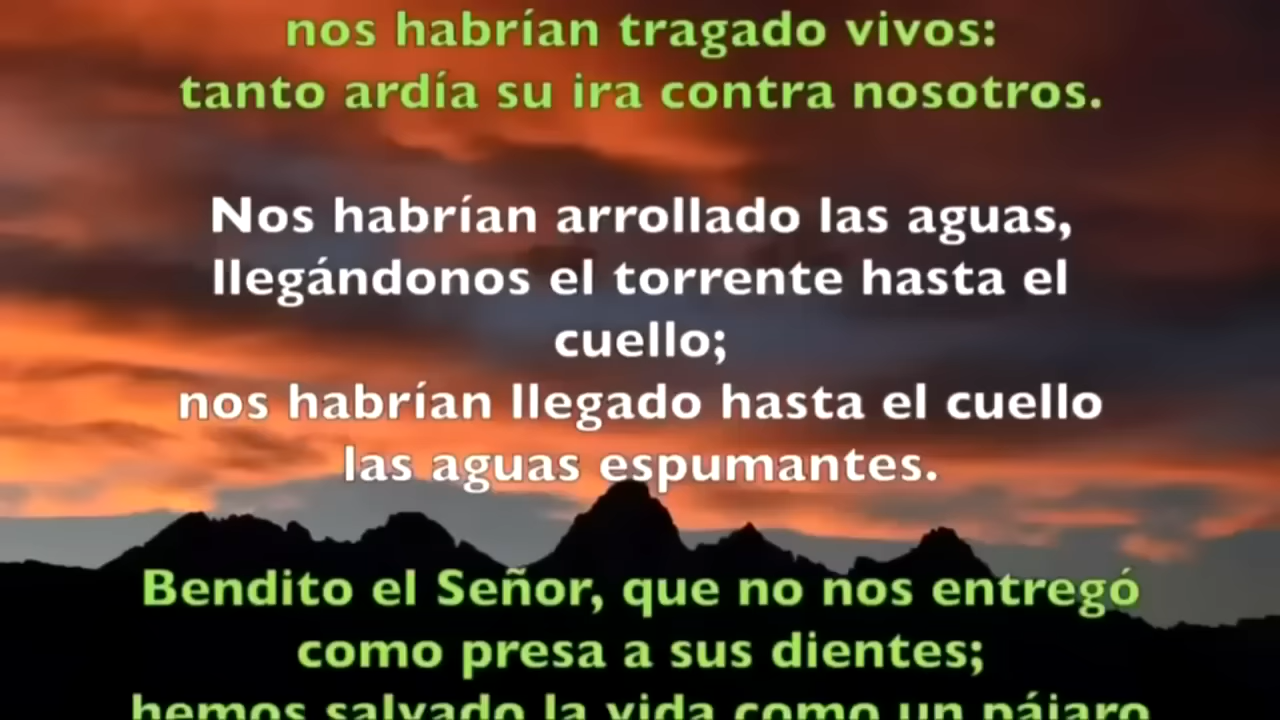 nos habrían tragado vivos:
tanto ardía su ira contra nosotros.
Nos habrían arrollado las aguas,
llegándonos el torrente hasta el
cuello;
nos habrían llegado hasta el cuello
las aguas espumantes.
Bendito el Señor, que no nos entregó
como presa a sus dientes;
hemos salvado la vida como un pájaro